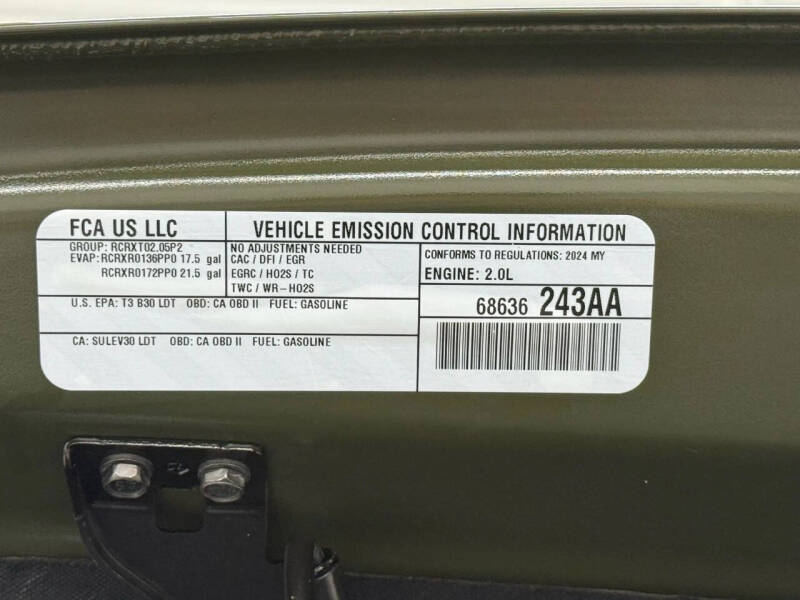 FCA US LLC
VEHICLE EMISSION CONTROL INFORMATION
GROUP: RCRXT02.05P2
EVAP: RCRXR0136PP0 17.5 gal
RCRXR0172PP0 21.5 gal
NO ADJUSTMENTS NEEDED
CAC / DFI / EGR
EGRC / HO2S / TC
TWC / WR-HO2S
CONFORMS TO REGULATIONS: 2024 MY
ENGINE: 2.0L
U.S. EPA: T3 B30 LDT OBD: CA OBD II FUEL: GASOLINE
68636 243AA
CA: SULEV30 LDT OBD: CA OBD II FUEL: GASOLINE